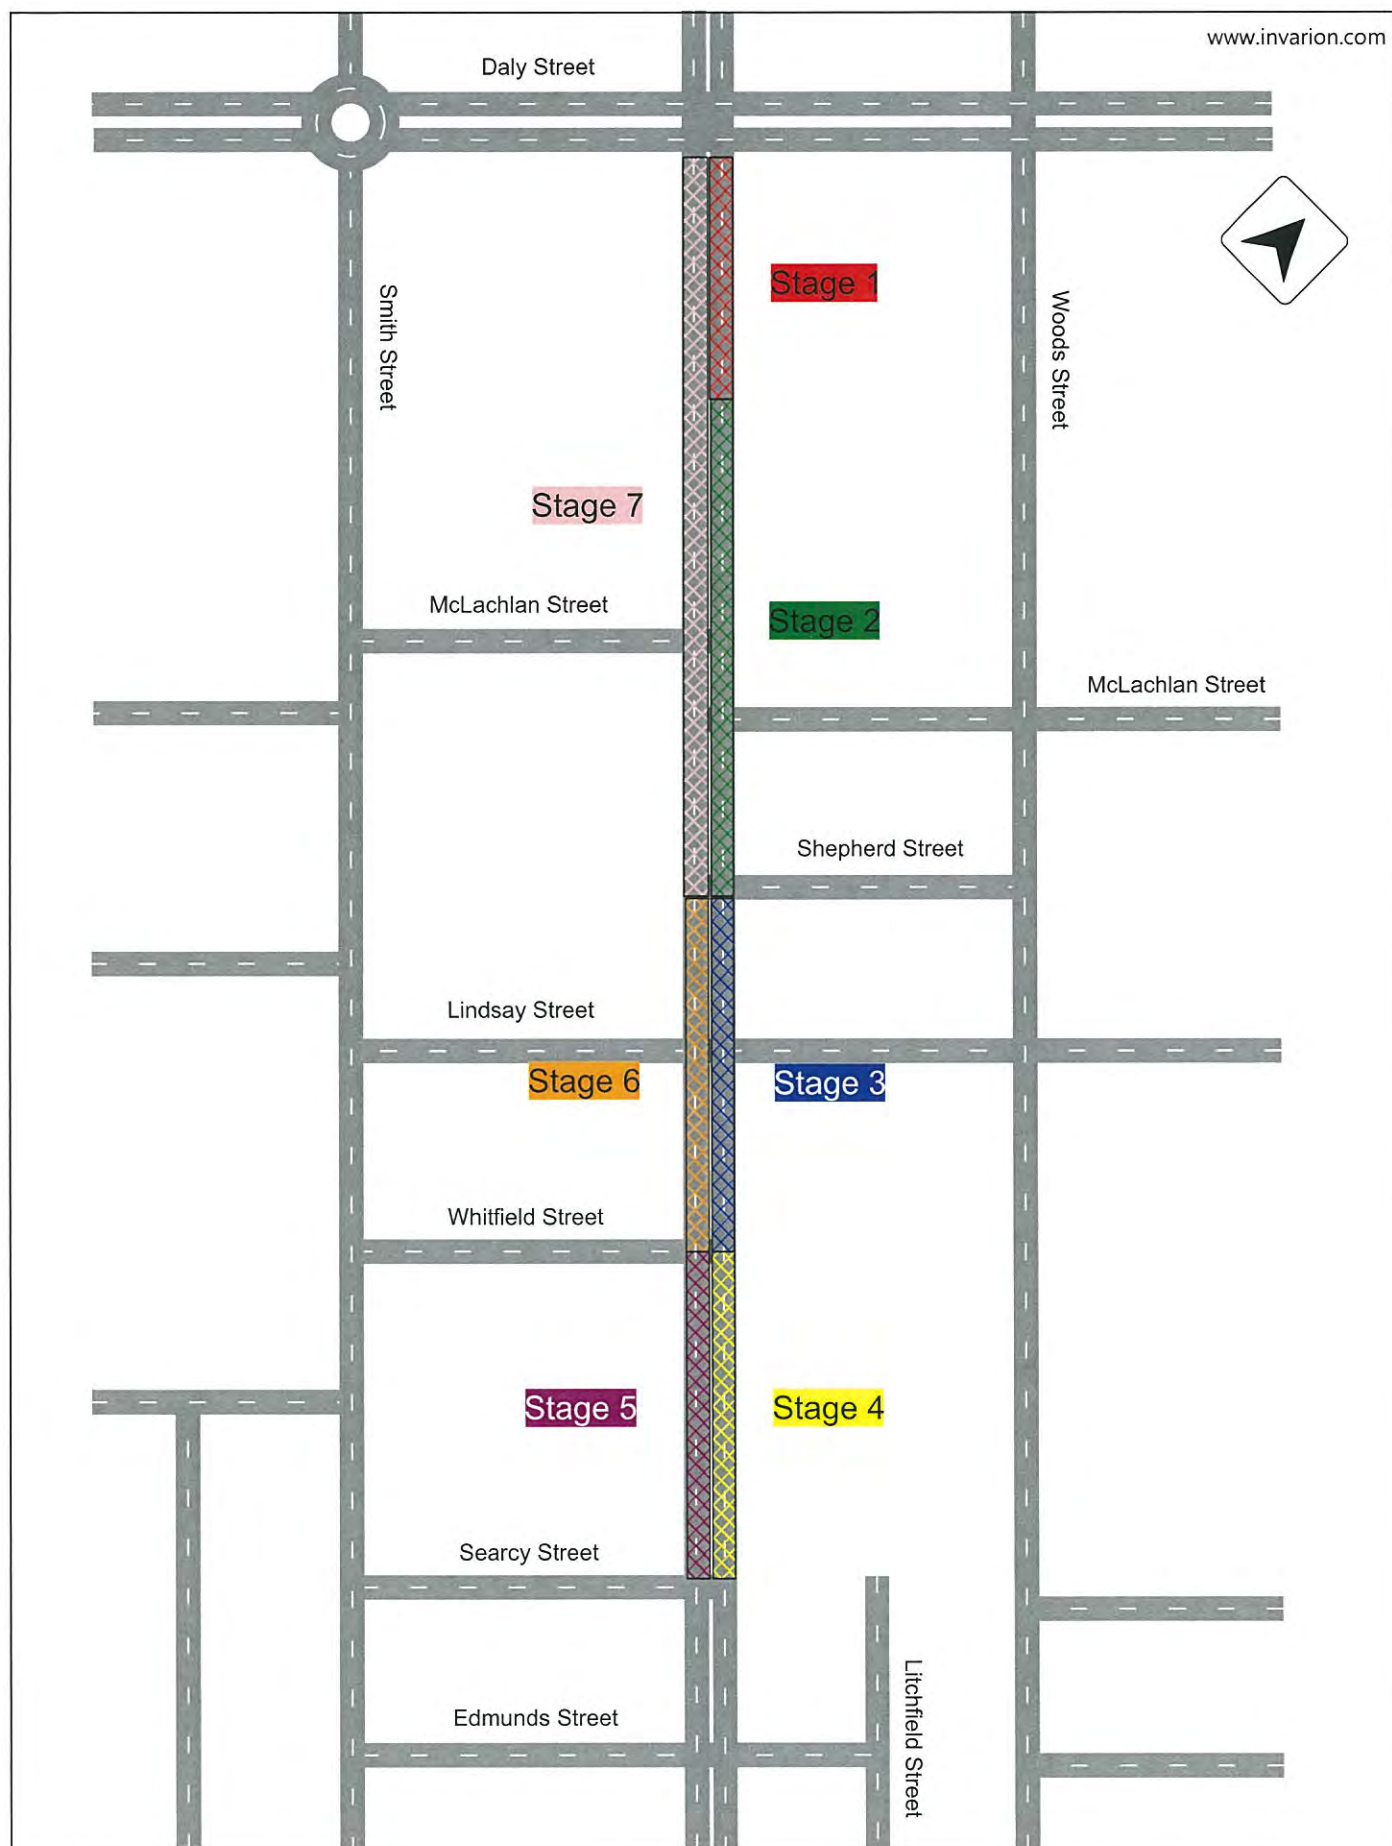 www.invarion.com
Daly Street
Stage 1
Smith Street
Woods Street
Stage 7
McLachlan Street
Stage 2
McLachlan Street
Shepherd Street
Lindsay Street
Stage 6
Stage 3
Whitfield Street
Stage 5
Stage 4
Searcy Street
Litchfield Street
Edmunds Street